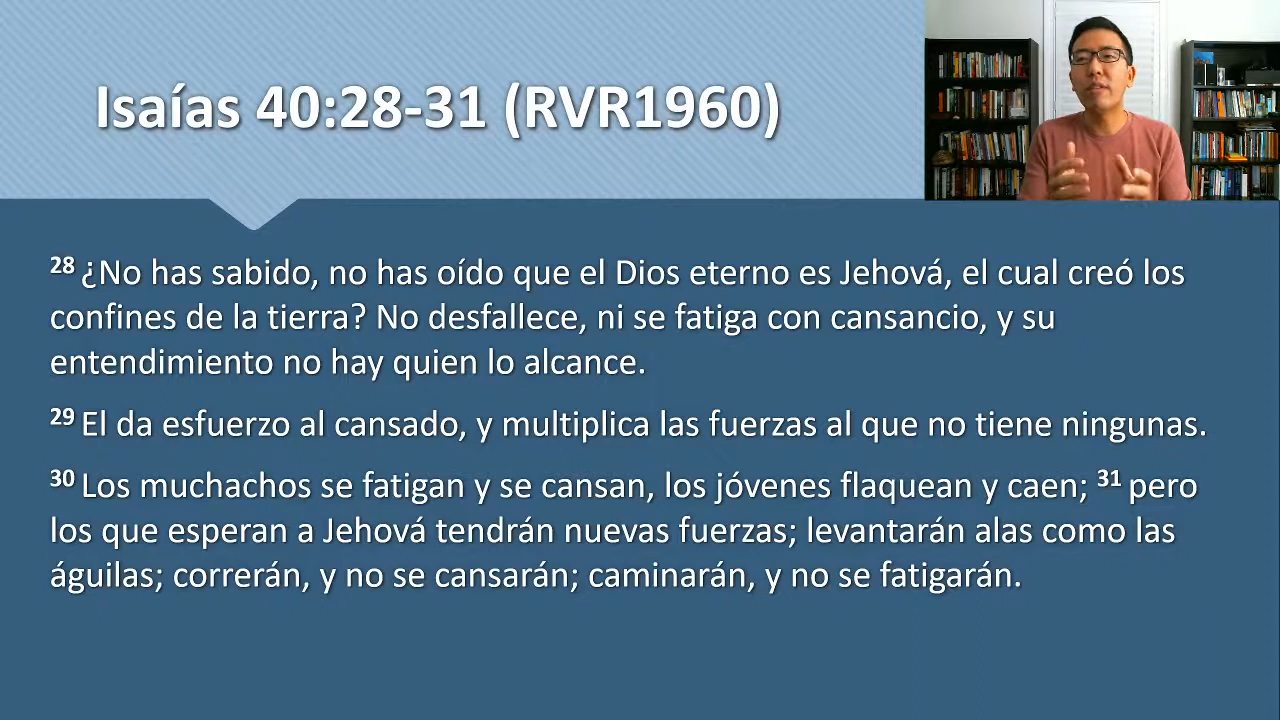 Isaías 40:28-31 (RVR1960)
28 ¿No has sabido, no has oído que el Dios eterno es Jehová, el cual creó los
confines de la tierra? No desfallece, ni se fatiga con cansancio, y su
entendimiento no hay quien lo alcance.
29 El da esfuerzo al cansado, y multiplica las fuerzas al que no tiene ningunas.
30 Los muchachos se fatigan y se cansan, los jóvenes flaquean y caen; 31 pero
los que esperan a Jehová tendrán nuevas fuerzas; levantarán alas como las
águilas; correrán, y no se cansarán; caminarán, y no se fatigarán.